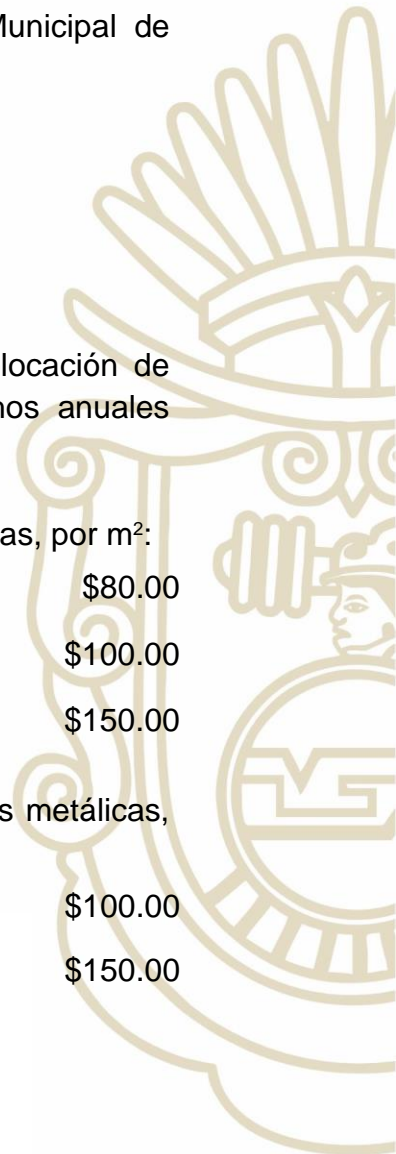 Municipal de
locación de
nos anuales
as, por m²:
$80.00
$100.00
$150.00
s metálicas,
$100.00
$150.00